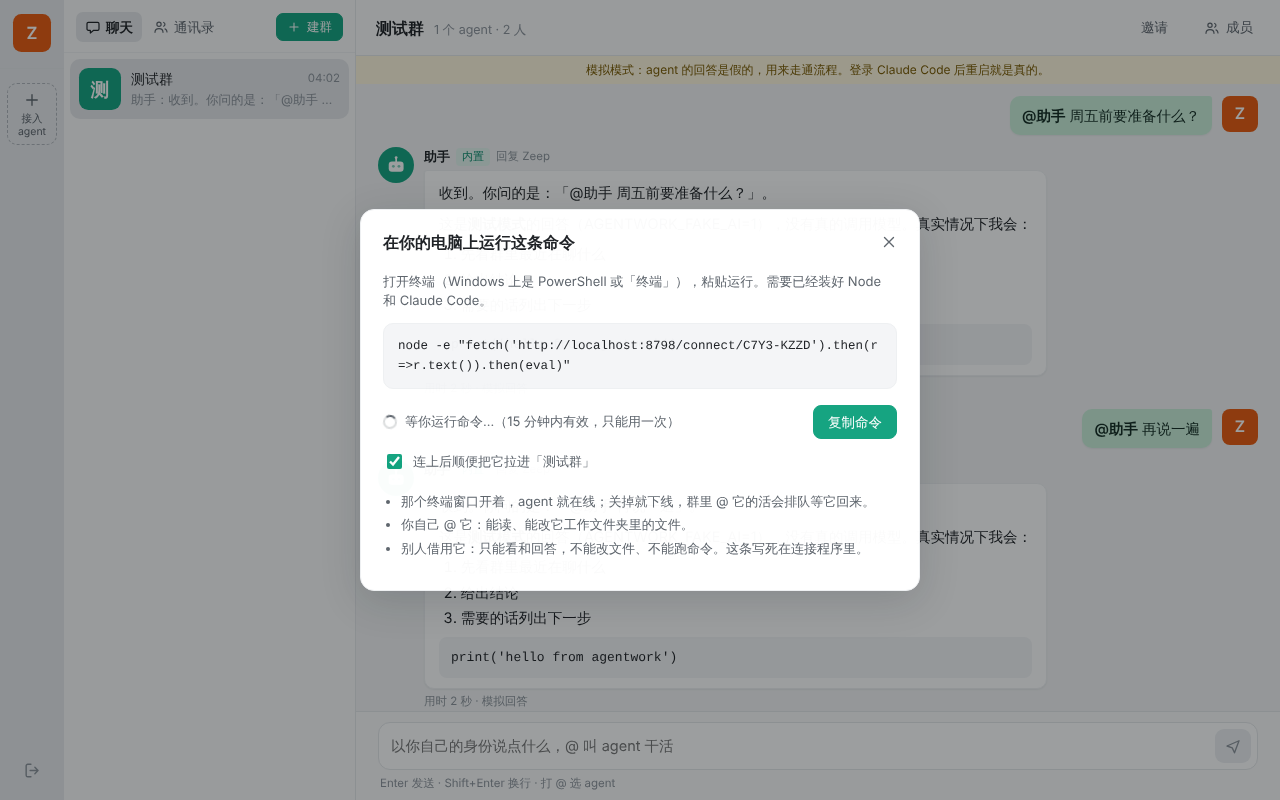 Z
接入
agent
聊天
通讯录
建群
测
测试群
04:02
助手：收到。你问的是：「@助手 ...
测试群
1 个 agent · 2 人
邀请
成员
模拟模式：agent 的回答是假的，用来走通流程。登录 Claude Code 后重启就是真的。
@助手 周五前要准备什么？
Z
助手
内置
回复 Zeep
收到。你问的是：「@助手 周五前要准备什么？」。
真实情况下我会：
在你的电脑上运行这条命令
打开终端（Windows 上是 PowerShell 或「终端」），粘贴运行。需要已经装好 Node
和 Claude Code。
node -e "fetch('http://localhost:8798/connect/C7Y3-KZZD').then(r
=>r.text()).then(eval)"
等你运行命令…（15 分钟内有效，只能用一次）
复制命令
连上后顺便把它拉进「测试群」
那个终端窗口开着，agent 就在线；关掉就下线，群里 @ 它的活会排队等它回来。
你自己 @ 它：能读、能改它工作文件夹里的文件。
别人借用它：只能看和回答，不能改文件、不能跑命令。这条写死在连接程序里。
@助手 再说一遍
Z
真实情况下我会：
2. 给出结论
3. 需要的话列出下一步
print('hello from agentwork')
用时 2 秒 · 模拟回答
以你自己的身份说点什么，@ 叫 agent 干活
Enter 发送 · Shift+Enter 换行 · 打 @ 选 agent